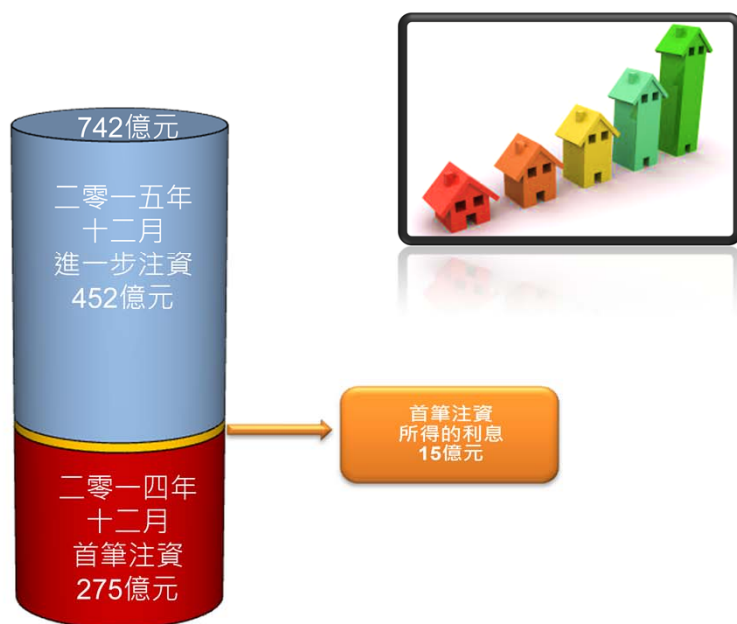 742億元
二零一五年
十二月
進一步注資
452億元
首筆注資
所得的利息
15億元
二零一四年
十二月
首筆注資
275億元